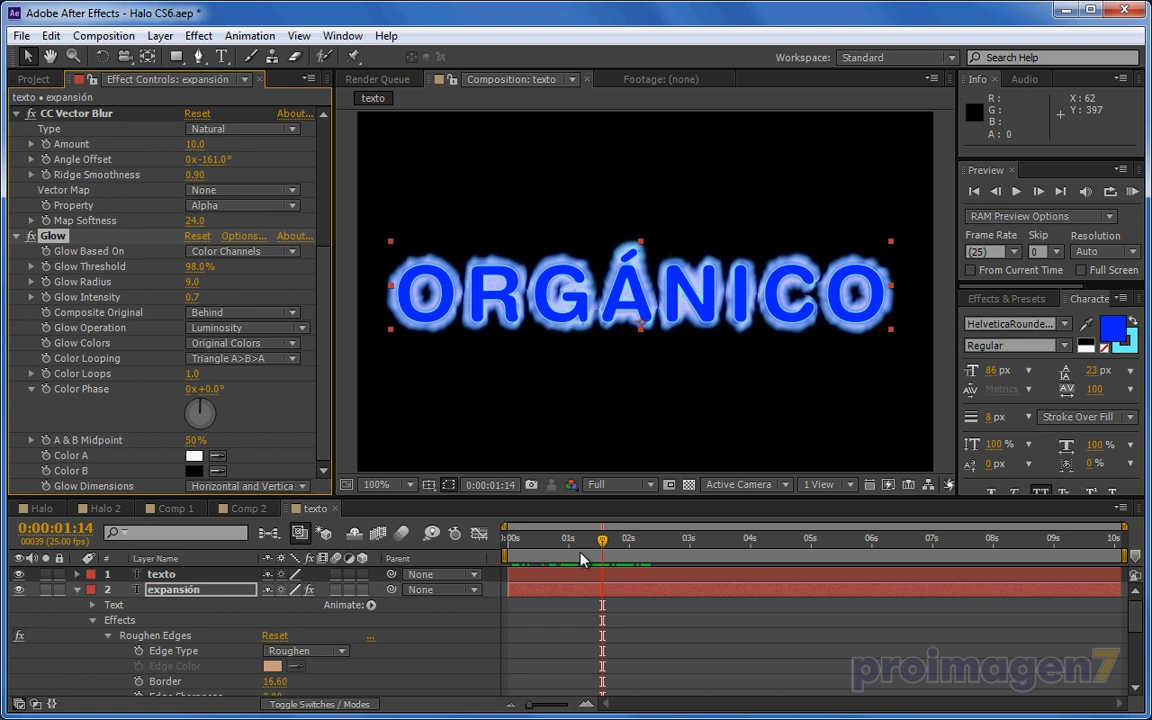 Adobe After Effects - Halo CS6.aep *
File Edit Composition Layer Effect Animation View Window Help
Workspace: Standard Search Help
Project Effect Controls: expansión Render Queue Composition: texto Footage: (none) Info Audio
texto • expansión
texto
R:
G:
B:
A: 0
X: 62
Y: 397
fx CC Vector Blur Reset About...
Type Natural
Amount 10.0
Angle Offset 0x-161.0°
Ridge Smoothness 0.90
Vector Map None
Property Alpha
Map Softness 24.0
fx Glow Reset Options... About...
Glow Based On Color Channels
Glow Threshold 98.0%
Glow Radius 9.0
Glow Intensity 0.7
Composite Original Behind
Glow Operation Luminosity
Glow Colors Original Colors
Color Looping Triangle A>B>A
Color Loops 1.0
Color Phase 0x+0.0°
A & B Midpoint 50%
Color A
Color B
Glow Dimensions Horizontal and Vertica
ORGÁNICO
Preview
RAM Preview Options
Frame Rate Skip Resolution
(25) 0 Auto
From Current Time Full Screen
Effects & Presets Characte
HelveticaRounde...
Regular
86 px 23 px
Metrics 100
8 px Stroke Over Fill
100 % 100 %
0 px 0 %
100% 0:00:01:14 Full Active Camera 1 View
Halo Halo 2 Comp 1 Comp 2 texto
0:00:01:14
00039 (25.00 fps)
0:00s 01s 02s 03s 04s 05s 06s 07s 08s 09s 10s
# Layer Name Parent
1 T texto None
2 T expansión None
Text Animate:
Effects
Roughen Edges Reset ...
Edge Type Roughen
Edge Color
Border 16.60
Toggle Switches / Modes
proimagen7